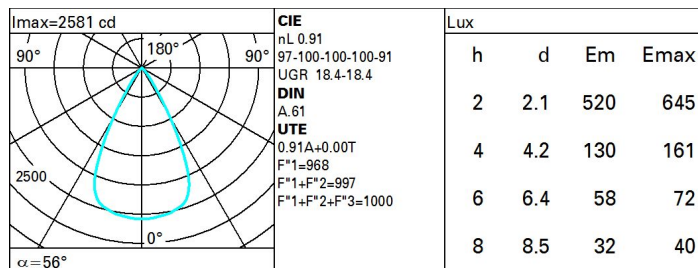 Imax=2581 cd
90°
180°
90°
2500
0°
α=56°
CIE
nL 0.91
97-100-100-100-91
UGR 18.4-18.4
DIN
A.61
UTE
0.91A+0.00T
F"1=968
F"1+F"2=997
F"1+F"2+F"3=1000
Lux
h d Em Emax
2 2.1 520 645
4 4.2 130 161
6 6.4 58 72
8 8.5 32 40